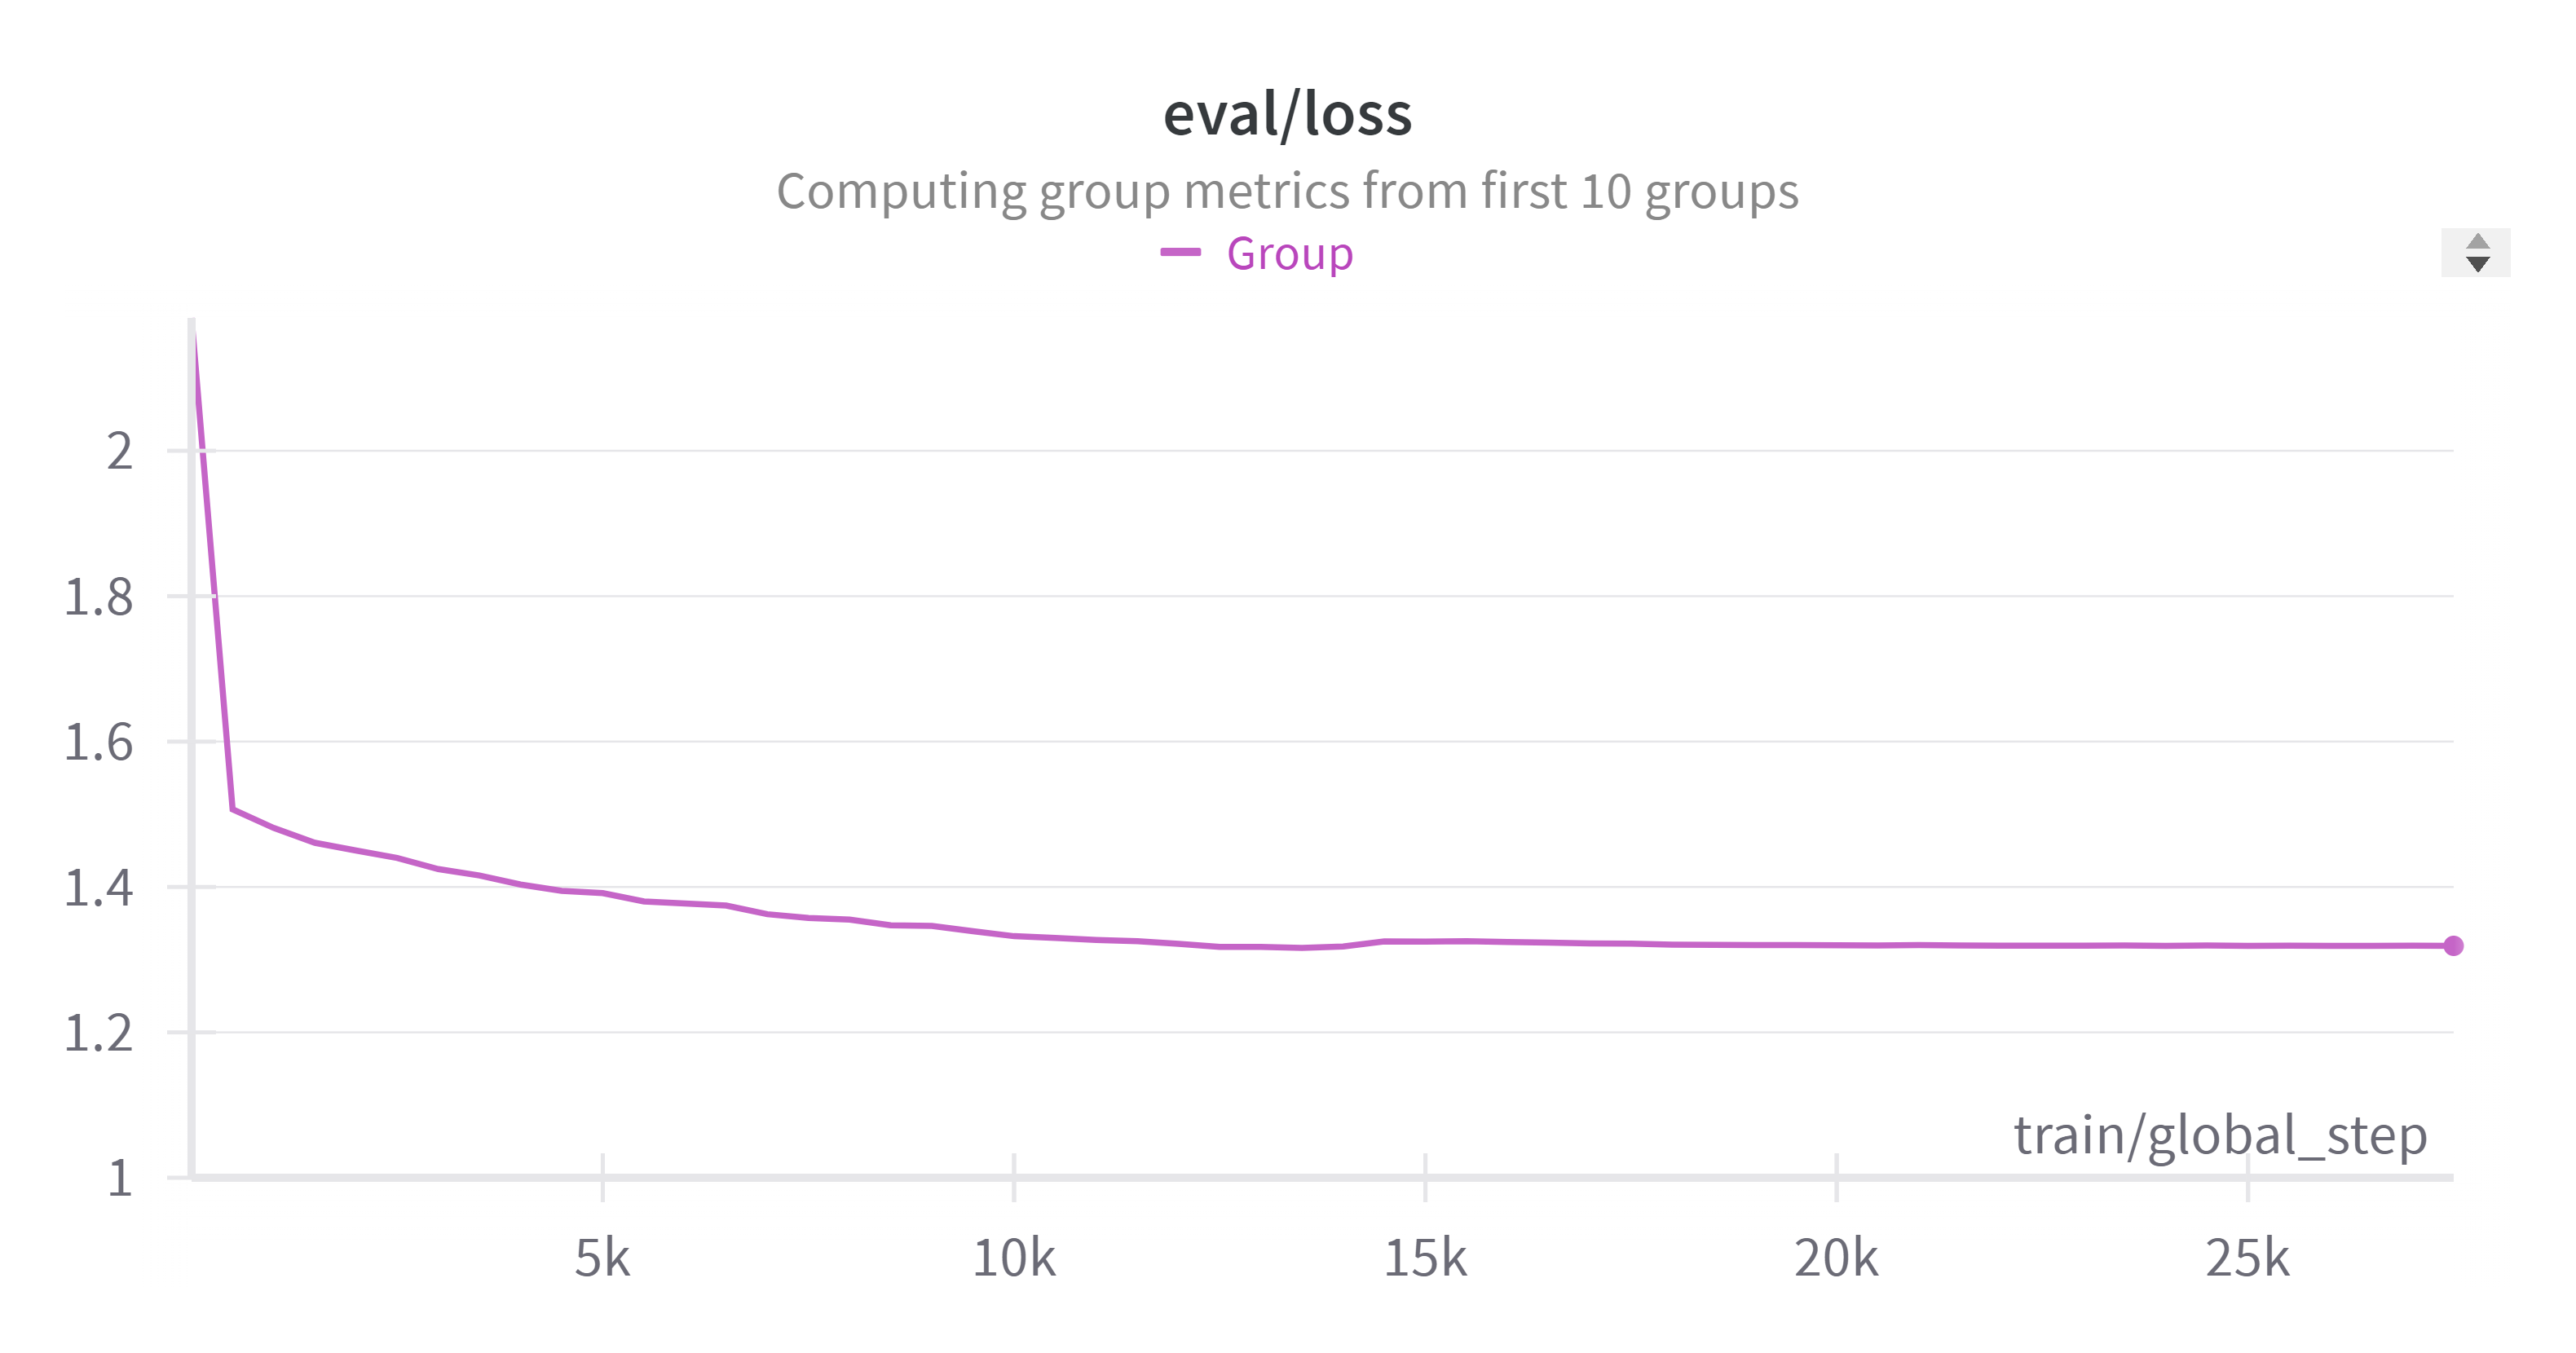 eval/loss
Computing group metrics from first 10 groups
Group
2
1.8
1.6
1.4
1.2
1
train/global_step
5k 10k 15k 20k 25k